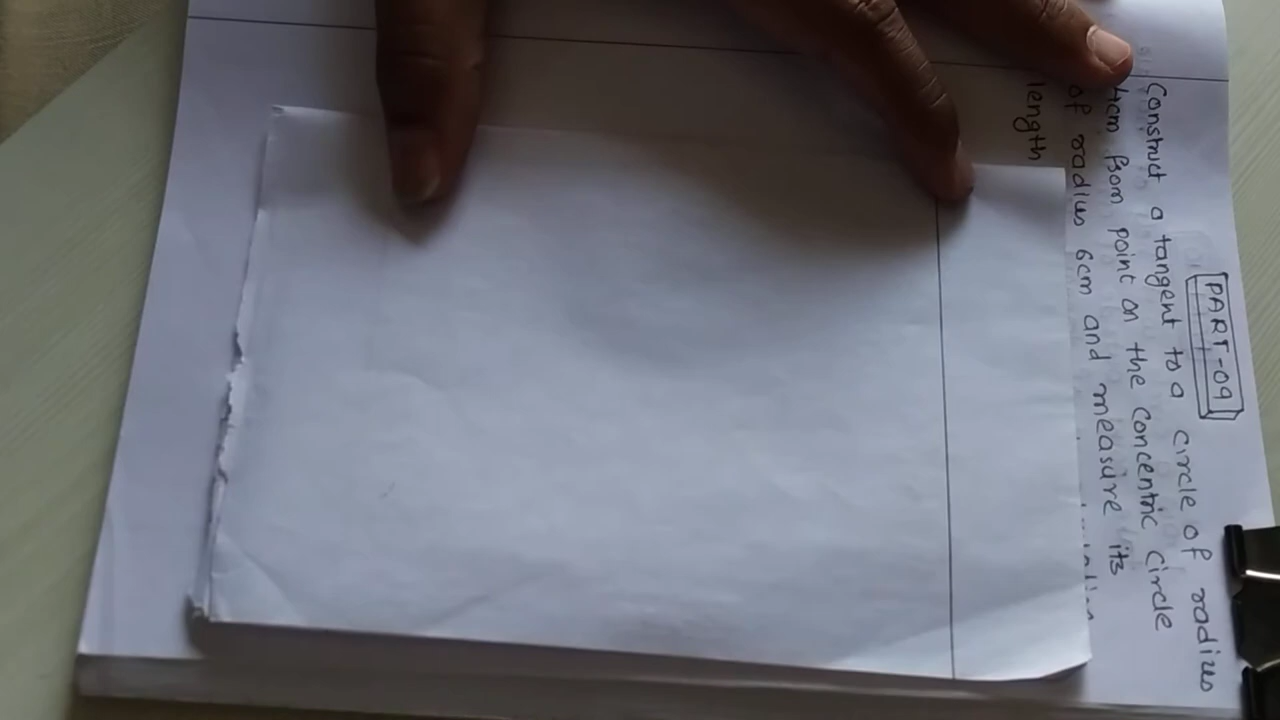 PART-09
Construct a tangent to a circle of radius
4cm from point on the concentric circle
of radius 6cm and measure its
length